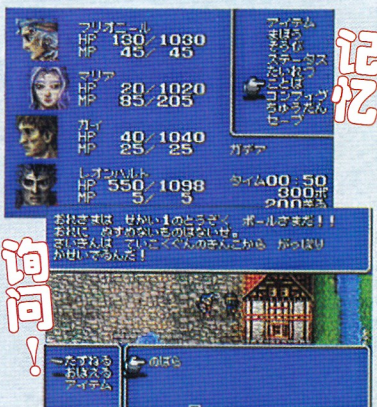 マリオニール
HP 130/1030
MP 45/ 45
マリア
HP 20/1020
MP 85/205
ガイ
HP 40/1040
MP 25/ 25
レオンハルト
HP 550/1098
MP 5/ 5
アイテム
まほう
そうび
ステータス
たいれつ
ことば
コンフィグ
ちゅうだん
セーブ
ガテア
タイム00:50
300ポ
200ギル
记忆
おれさまは せかい1のとうぞく ポールさまだ!!
おれに ぬすめないものはないぜ。
さいきんは ていこくぐんのきんこから がっぽり
かせいでるんだ!
询问!
たずねる
おぼえる
アイテム
のばら